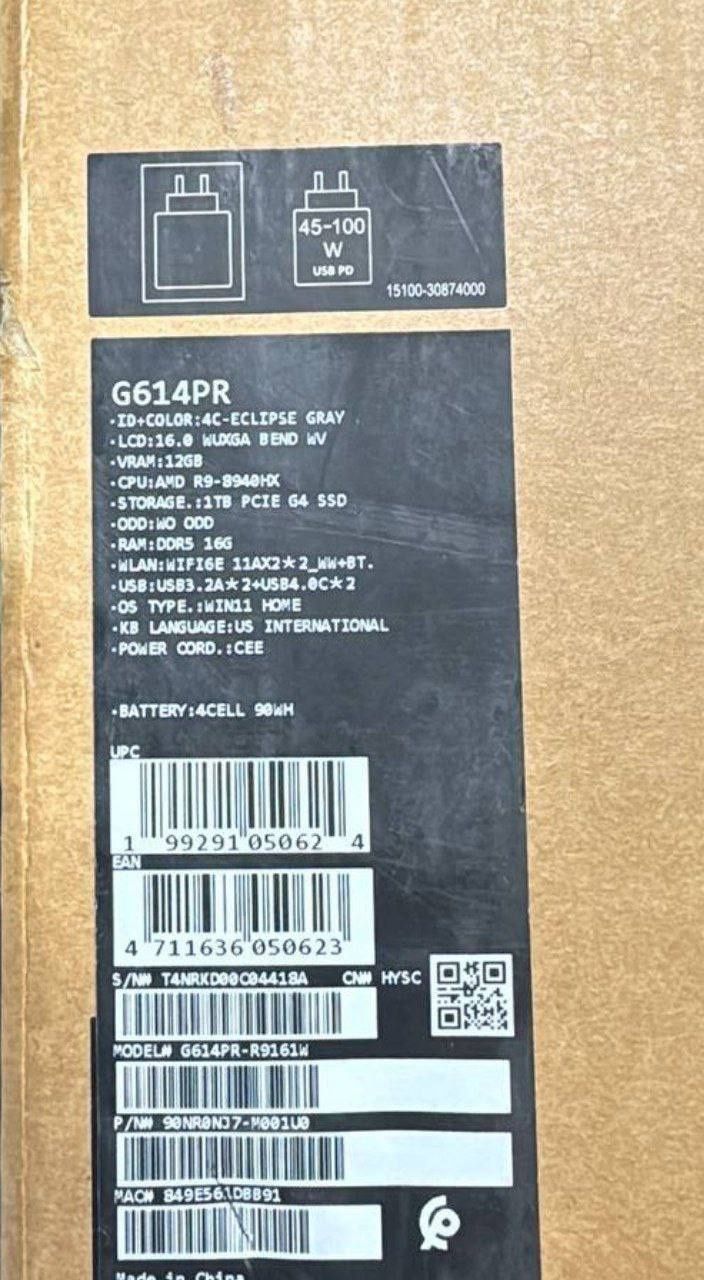 45-100
W
USB PD
15100-30874000
G614PR
·ID+COLOR:4C-ECLIPSE GRAY
·LCD:16.0 WUXGA BEND WV
·VRAM:12GB
·CPU:AMD R9-8940HX
·STORAGE.:1TB PCIE G4 SSD
·ODD:WO ODD
·RAM:DDR5 16G
·WLAN:WIFI6E 11AX2★2_WW+BT.
·USB:USB3.2A★2+USB4.0C★2
·OS TYPE.:WIN11 HOME
·KB LANGUAGE:US INTERNATIONAL
·POWER CORD.:CEE
·BATTERY:4CELL 90WH
UPC
1 99291 05062 4
EAN
4 711636 050623
S/N# T4NRKD00C04418A CN# HYSC
MODEL# G614PR-R9161W
P/N# 90NR0NJ7-M001U0
MAC# 849E561DBB91
Made in China